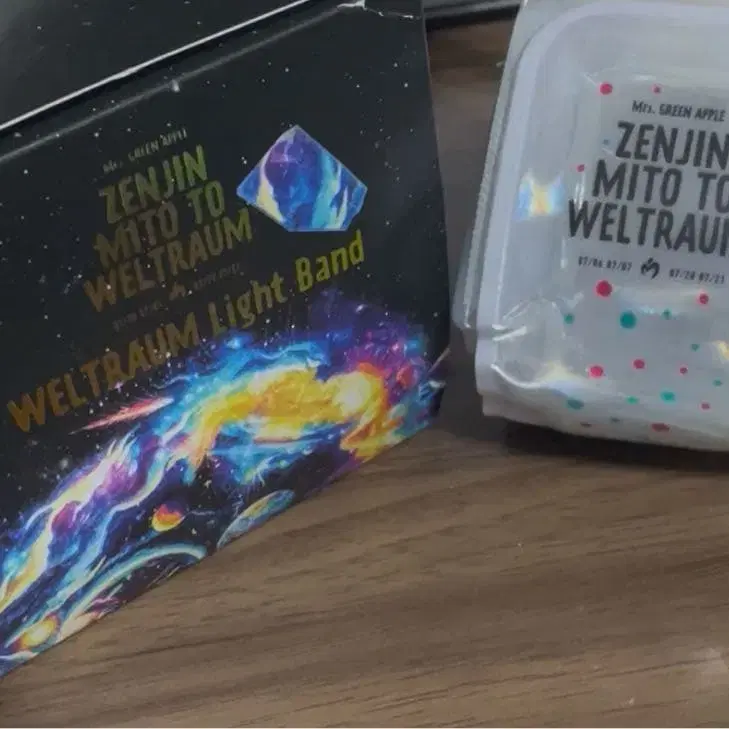 Mrs. GREEN APPLE
ZENJIN
MITO TO
WELTRAUM
WELTRAUM Light Band
Mrs. GREEN APPLE
ZENJIN
MITO TO
WELTRAUM
07/06 07/07
07/20 07/21